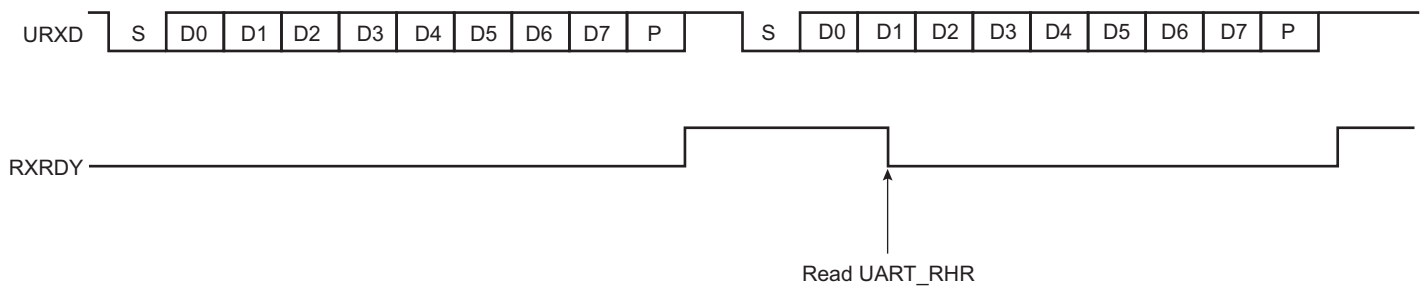 URXD S D0 D1 D2 D3 D4 D5 D6 D7 P S D0 D1 D2 D3 D4 D5 D6 D7 P
RXRDY
Read UART_RHR